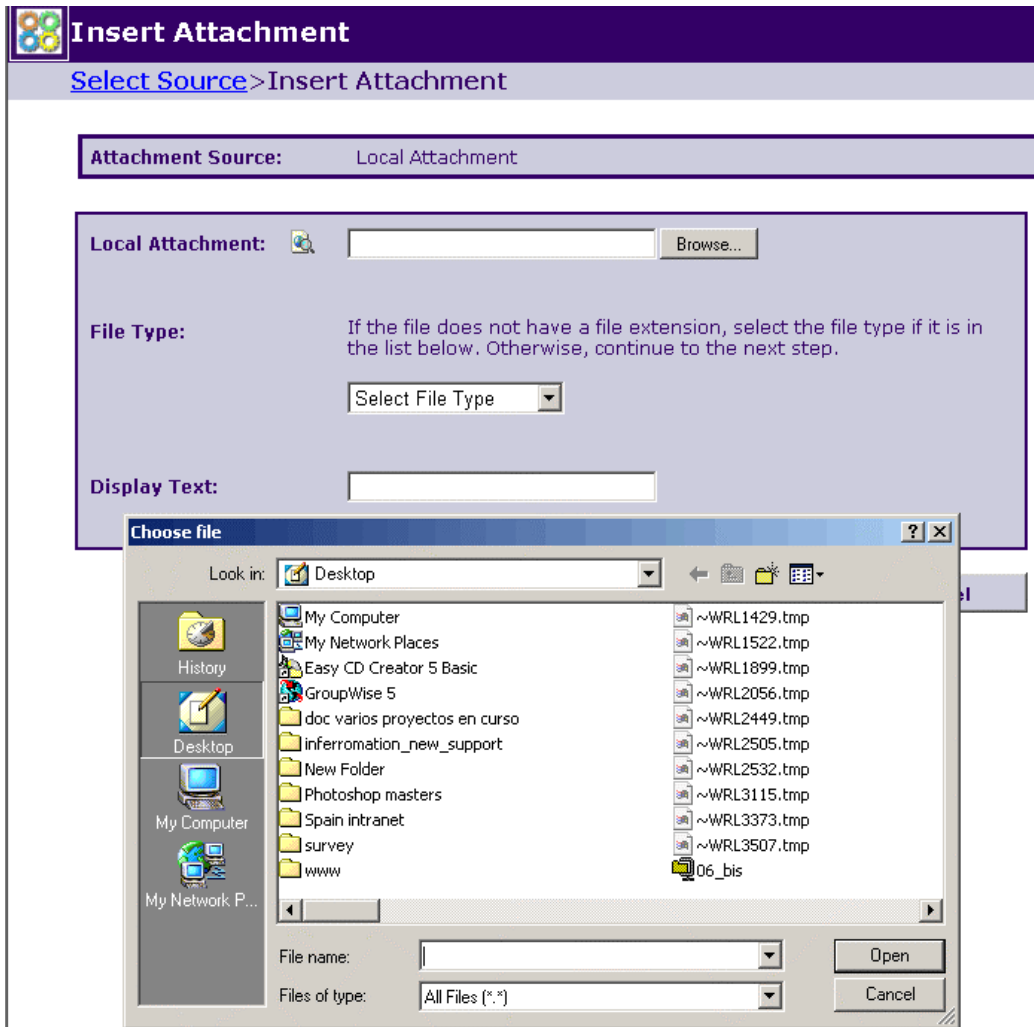 Insert Attachment
Select Source>Insert Attachment
Attachment Source: Local Attachment
Local Attachment: Browse...
File Type: If the file does not have a file extension, select the file type if it is in
the list below. Otherwise, continue to the next step.
Select File Type
Display Text:
Choose file
Look in: Desktop
History
Desktop
My Computer
My Network P...
My Computer
My Network Places
Easy CD Creator 5 Basic
GroupWise 5
doc varios proyectos en curso
inferromation_new_support
New Folder
Photoshop masters
Spain intranet
survey
www
~WRL1429.tmp
~WRL1522.tmp
~WRL1899.tmp
~WRL2056.tmp
~WRL2449.tmp
~WRL2505.tmp
~WRL2532.tmp
~WRL3115.tmp
~WRL3373.tmp
~WRL3507.tmp
06_bis
File name: Open
Files of type: All Files (*.*) Cancel